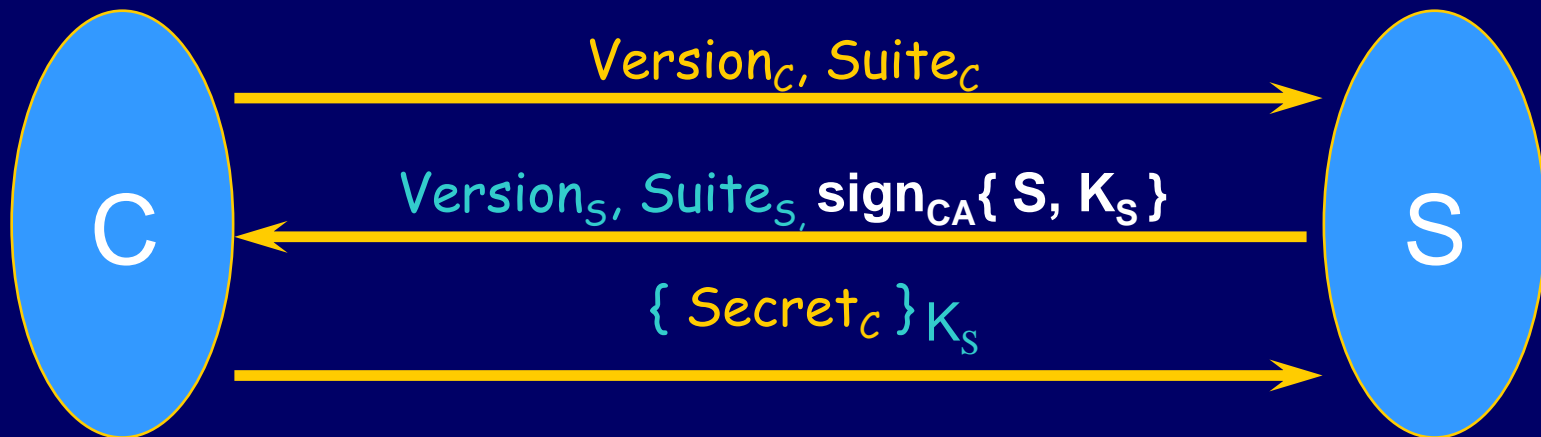 Version_C, Suite_C
Version_S, Suite_S, sign_CA{ S, K_S }
C
S
{ Secret_C } K_S